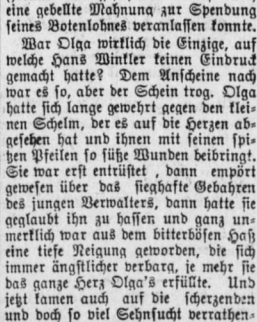 eine gebellte Mahnung zur Spendung
seines Botenlohnes veranlassen konnte.
War Olga wirklich die Einzige, auf
welche Hans Winkler keinen Eindruck
gemacht hatte? Dem Anscheine nach
war es so, aber der Schein trog. Olga
hatte sich lange gewehrt gegen den klei-
nen Schelm, der es auf die Herzen ab-
gesehen hat und ihnen mit seinen spi-
tzen Pfeilen so süße Wunden beibringt.
Sie war erst entrüstet, dann empört
gewesen über das sieghafte Gebahren
des jungen Verwalters, dann hatte sie
geglaubt ihn zu hassen und ganz un-
merklich war aus dem bitterbösen Haß
eine tiefe Neigung geworden, die sich
immer ängstlicher verbarg, je mehr sie
das ganze Herz Olga's erfüllte. Und
jetzt kamen auch auf die scherzenden
und doch so viel Sehnsucht verrathen-